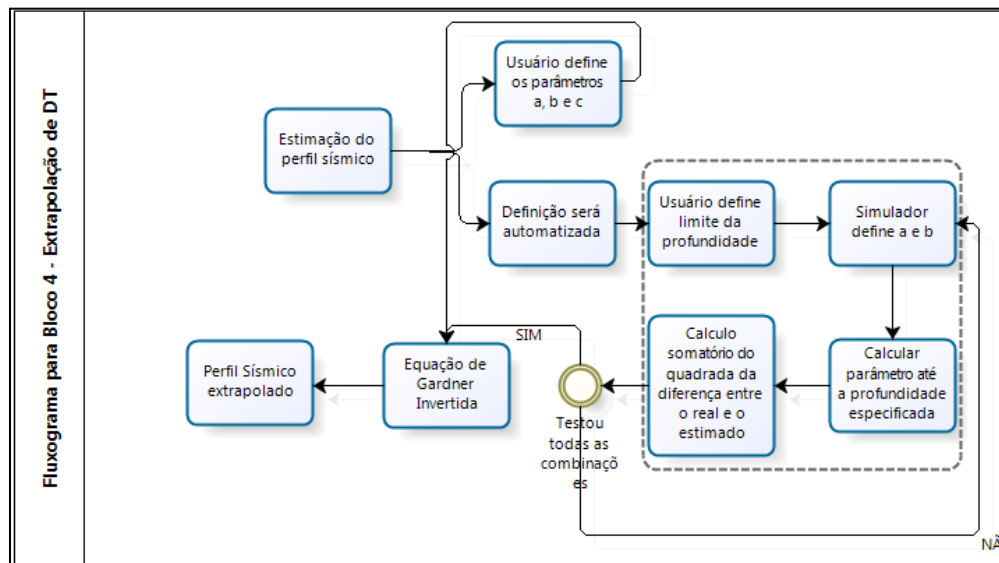 Fluxograma para Bloco 4 - Extrapolação de DT
Usuário define
os parâmetros
a, b e c
Estimação do
perfil sísmico
Definição será
automatizada
Usuário define
limite da
profundidade
Simulador
define a e b
SIM
Perfil Sísmico
extrapolado
Equação de
Gardner
Invertida
Testou
todas as
combinaçõ
es
Calculo
somatório do
quadrada da
diferença entre
o real e o
estimado
Calcular
parâmetro até
a profundidade
especificada
NÃ